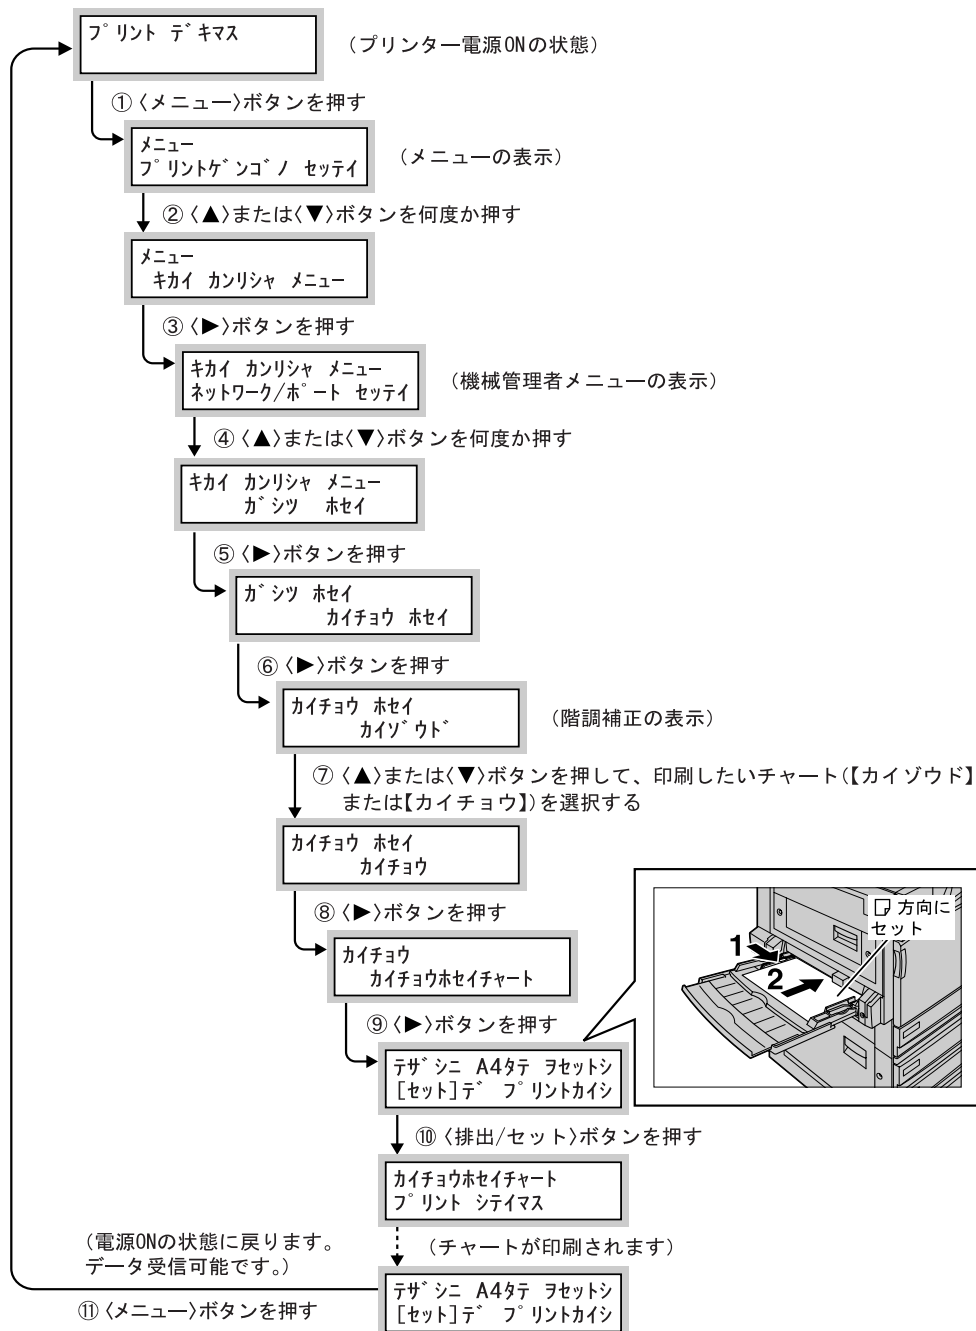 プリント デキマス
(プリンター電源ONの状態)
①〈メニュー〉ボタンを押す
メニュー
プリントゲンゴノ セッテイ
(メニューの表示)
②〈▲〉または〈▼〉ボタンを何度か押す
メニュー
キカイ カンリシャ メニュー
③〈▶〉ボタンを押す
キカイ カンリシャ メニュー
ネットワーク/ポート セッテイ
(機械管理者メニューの表示)
④〈▲〉または〈▼〉ボタンを何度か押す
キカイ カンリシャ メニュー
ガシツ ホセイ
⑤〈▶〉ボタンを押す
ガシツ ホセイ
カイチョウ ホセイ
⑥〈▶〉ボタンを押す
カイチョウ ホセイ
カイゾウド
(階調補正の表示)
⑦〈▲〉または〈▼〉ボタンを押して、印刷したいチャート(【カイゾウド】
または【カイチョウ】)を選択する
カイチョウ ホセイ
カイチョウ
⑧〈▶〉ボタンを押す
カイチョウ
カイチョウホセイチャート
方向に
セット
1
2
⑨〈▶〉ボタンを押す
テザシニ A4タテ ヲセットシ
[セット]デ プリントカイシ
⑩〈排出/セット〉ボタンを押す
カイチョウホセイチャート
プリント シテイマス
(電源ONの状態に戻ります。
データ受信可能です。)
(チャートが印刷されます)
テザシニ A4タテ ヲセットシ
[セット]デ プリントカイシ
⑪〈メニュー〉ボタンを押す